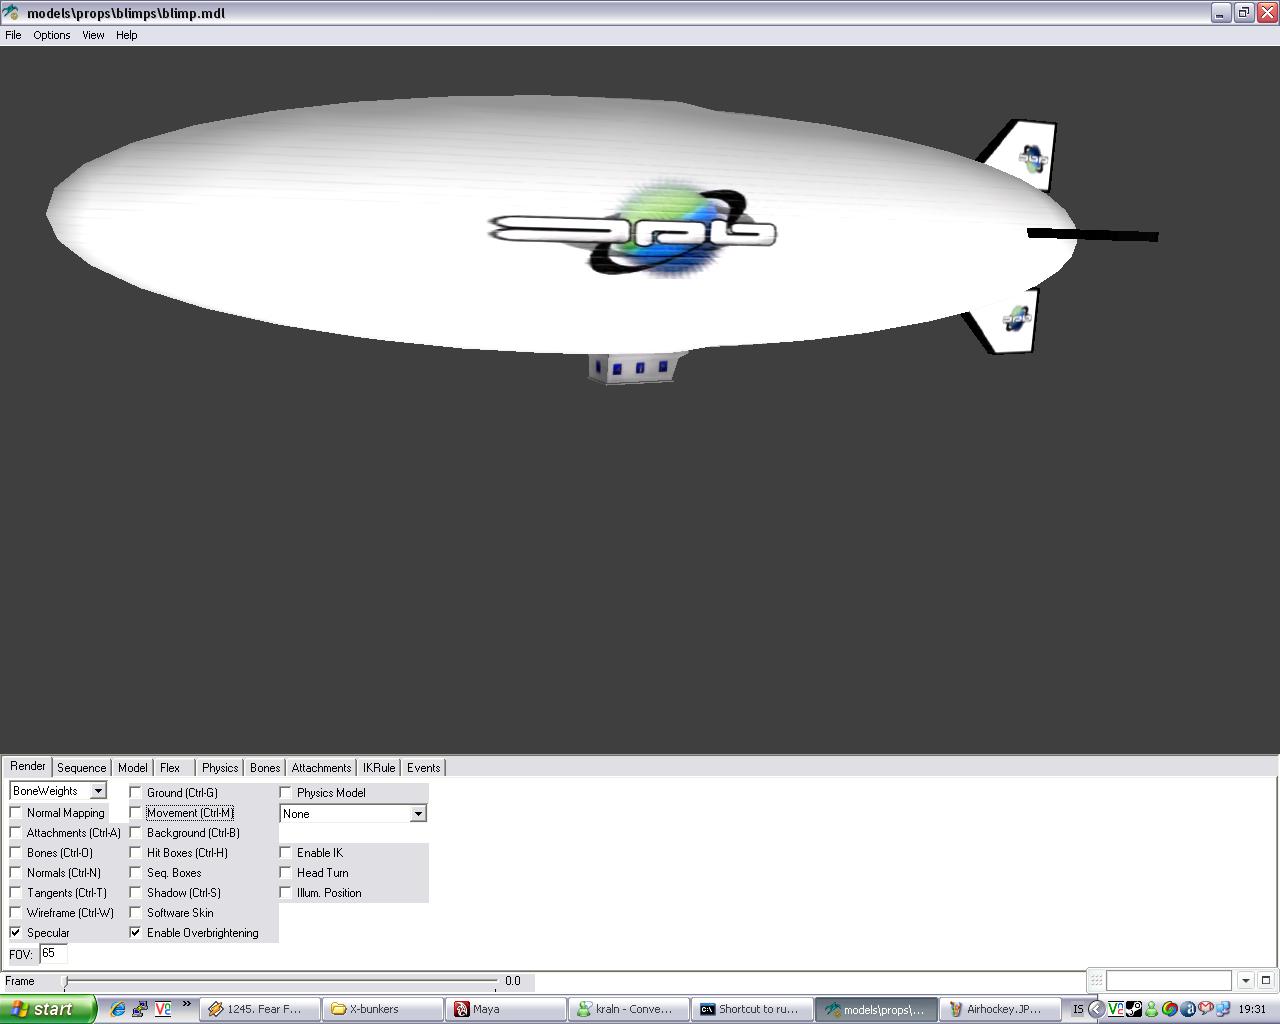 models\props\blimps\blimp.mdl
File Options View Help
Render Sequence Model Flex Physics Bones Attachments IKRule Events
BoneWeights Ground (Ctrl-G) Physics Model
Normal Mapping Movement (Ctrl-M) None
Attachments (Ctrl-A) Background (Ctrl-B)
Bones (Ctrl-O) Hit Boxes (Ctrl-H) Enable IK
Normals (Ctrl-N) Seq. Boxes Head Turn
Tangents (Ctrl-T) Shadow (Ctrl-S) Illum. Position
Wireframe (Ctrl-W) Software Skin
Specular Enable Overbrightening
FOV: 65
Frame 0.0
start 1245. Fear F... X-bunkers Maya kraln - Conve... Shortcut to ru... models\props\... Airhockey.JP... IS 19:31